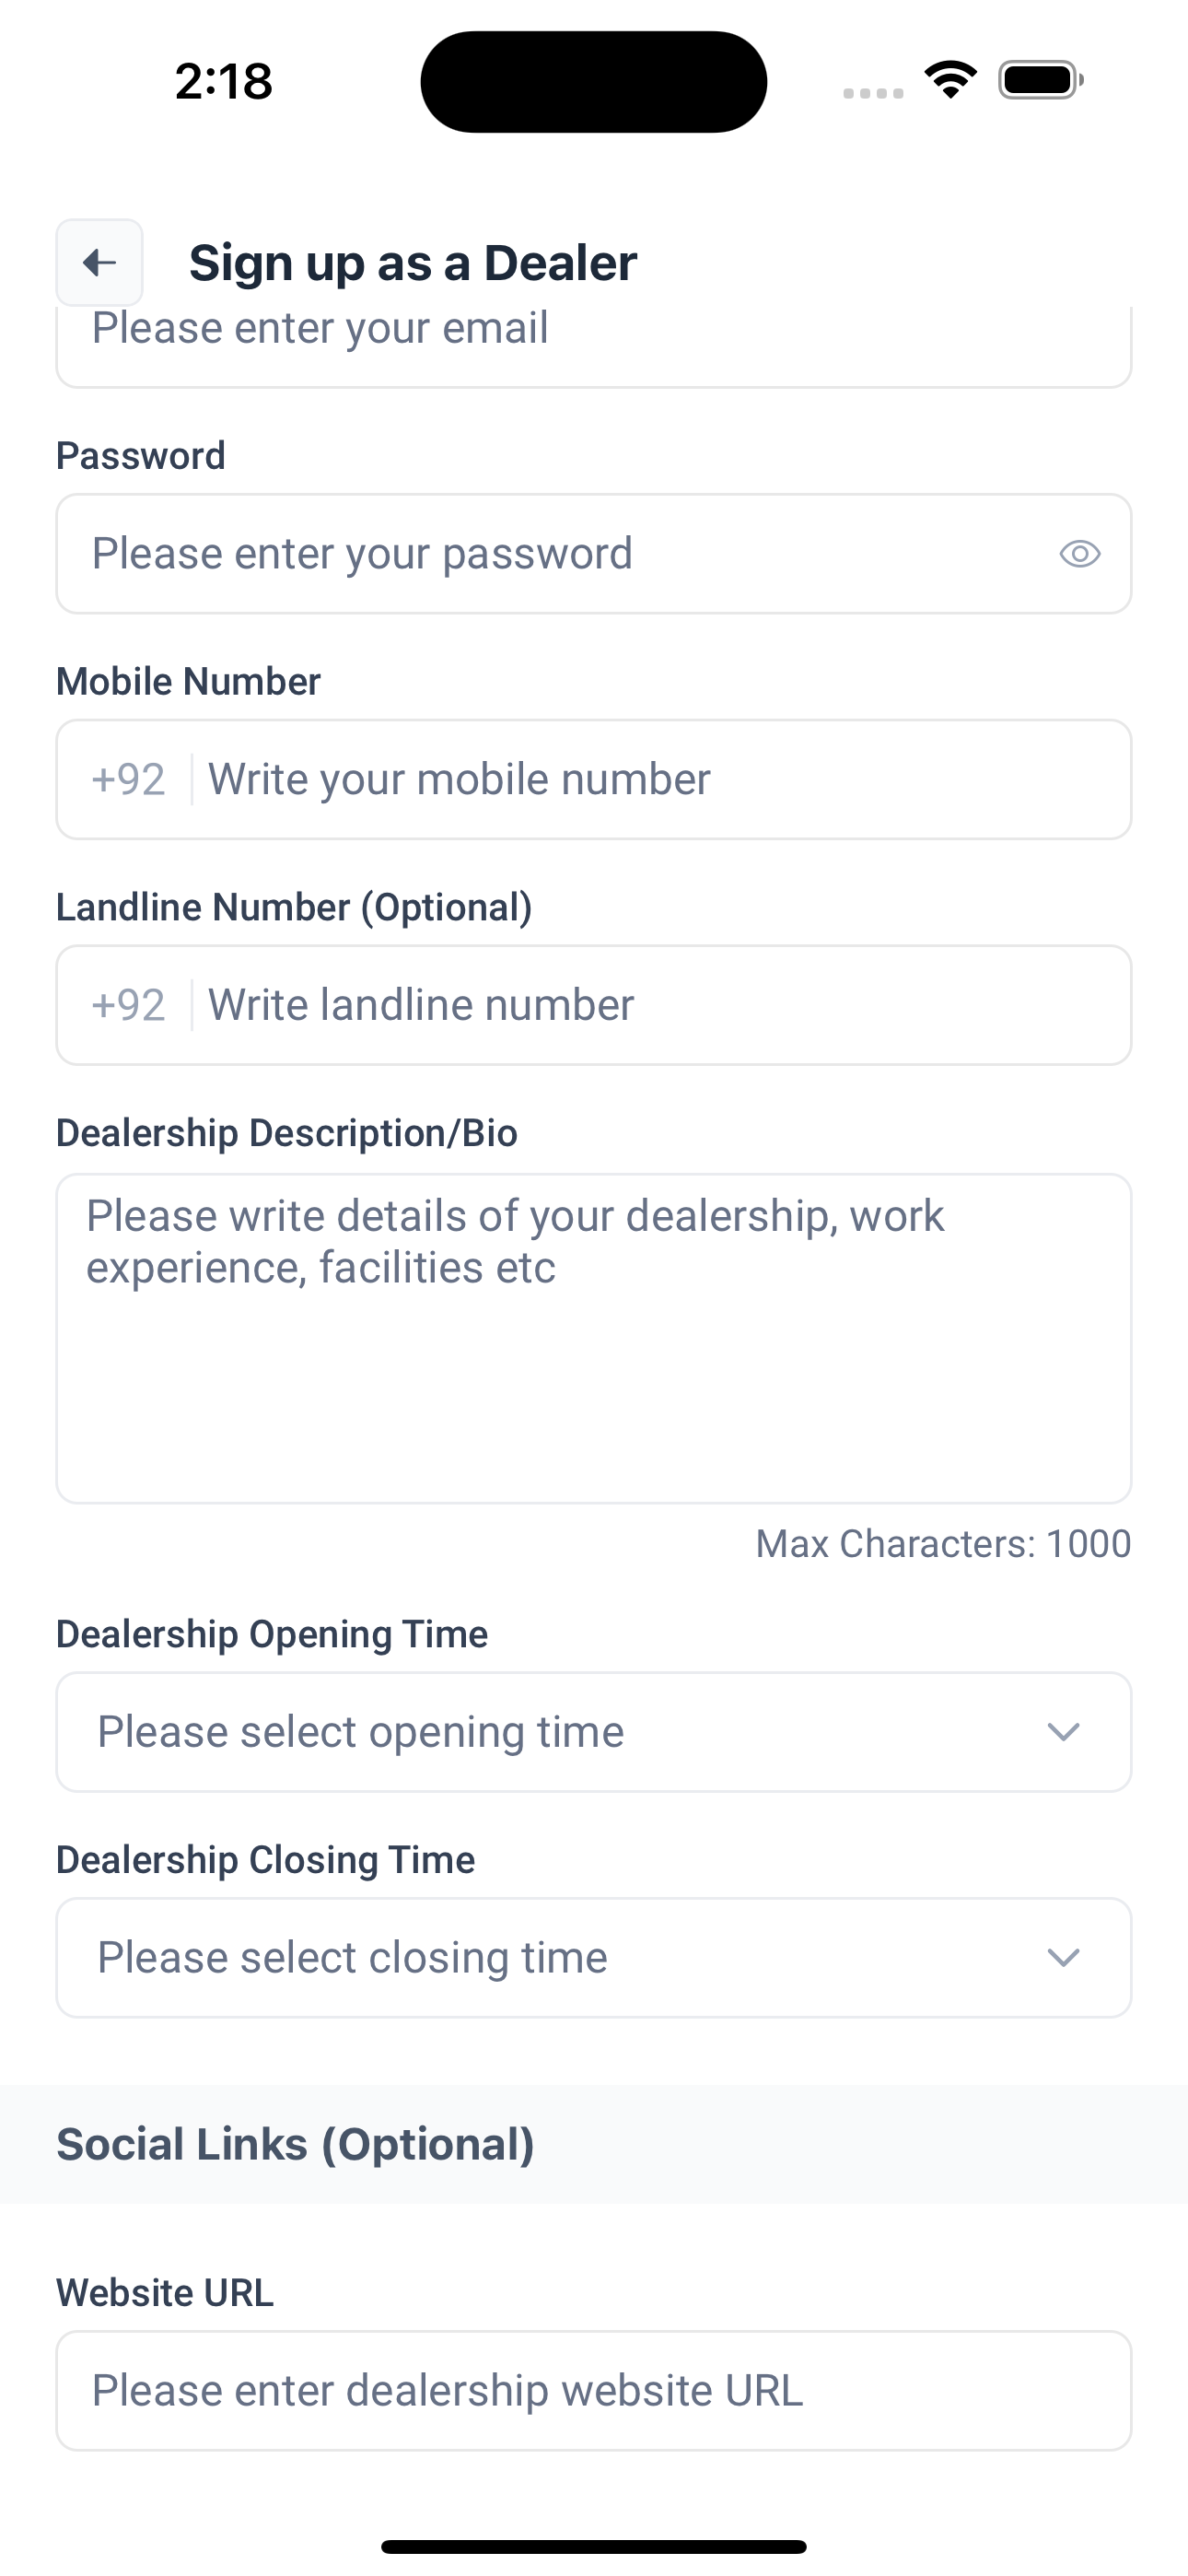 2:18
Sign up as a Dealer
Please enter your email
Password
Please enter your password
Mobile Number
+92 Write your mobile number
Landline Number (Optional)
+92 Write landline number
Dealership Description/Bio
Please write details of your dealership, work
experience, facilities etc
Max Characters: 1000
Dealership Opening Time
Please select opening time
Dealership Closing Time
Please select closing time
Social Links (Optional)
Website URL
Please enter dealership website URL